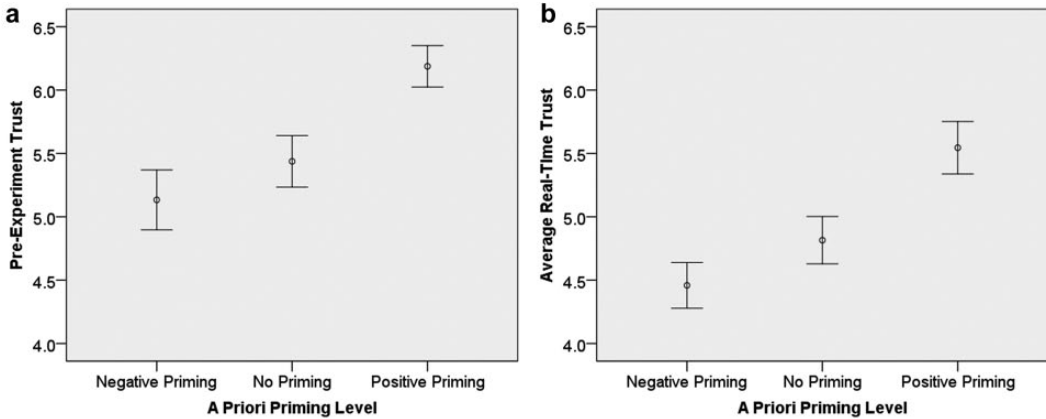 a
Pre-Experiment Trust
6.5
6.0
5.5
5.0
4.5
4.0
Negative Priming
No Priming
Positive Priming
A Priori Priming Level
b
Average Real-TIme Trust
6.5
6.0
5.5
5.0
4.5
4.0
Negative Priming
No Priming
Positive Priming
A Priori Priming Level